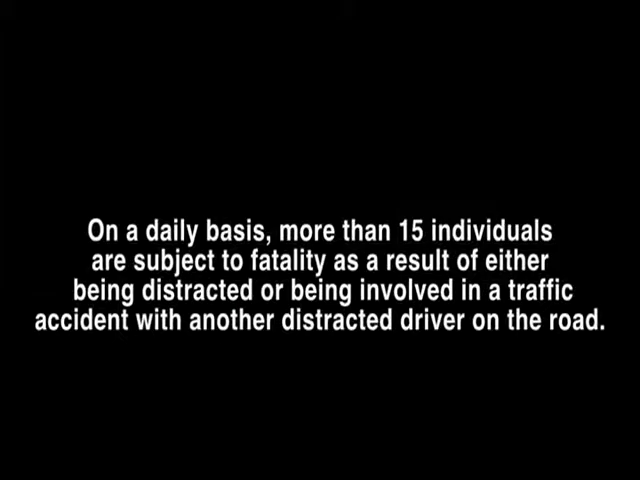 On a daily basis, more than 15 individuals
are subject to fatality as a result of either
being distracted or being involved in a traffic
accident with another distracted driver on the road.